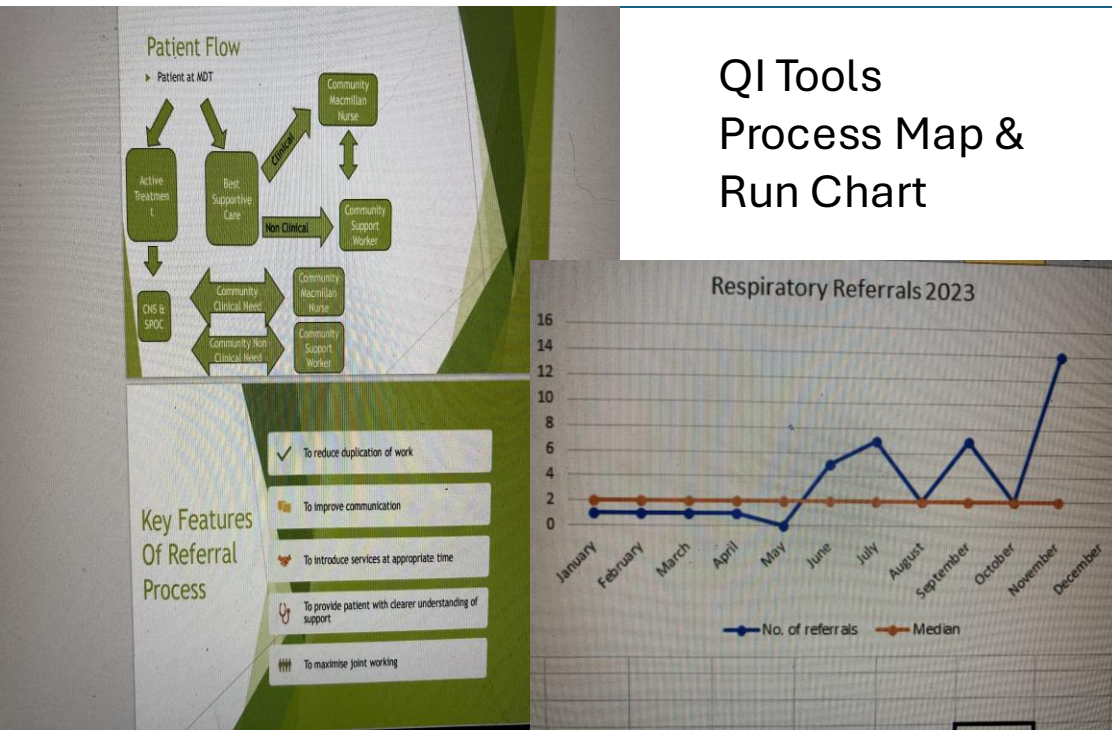 Patient Flow
Patient at MDT
Community
Macmillan
Nurse
Clinical
Active
Treatmen
t
Best
Supportive
Care
Non Clinical
Community
Support
Worker
CNS &
SPOC
Community
Clinical Need
Community
Macmillan
Nurse
Community Non
Clinical Need
Community
Support
Worker
QI Tools
Process Map &
Run Chart
Key Features
Of Referral
Process
To reduce duplication of work
To improve communication
To introduce services at appropriate time
To provide patient with clearer understanding of
support
To maximise joint working
Respiratory Referrals 2023
16
14
12
10
8
6
4
2
0
January
February
March
April
May
June
July
August
September
October
November
December
No. of referrals
Median